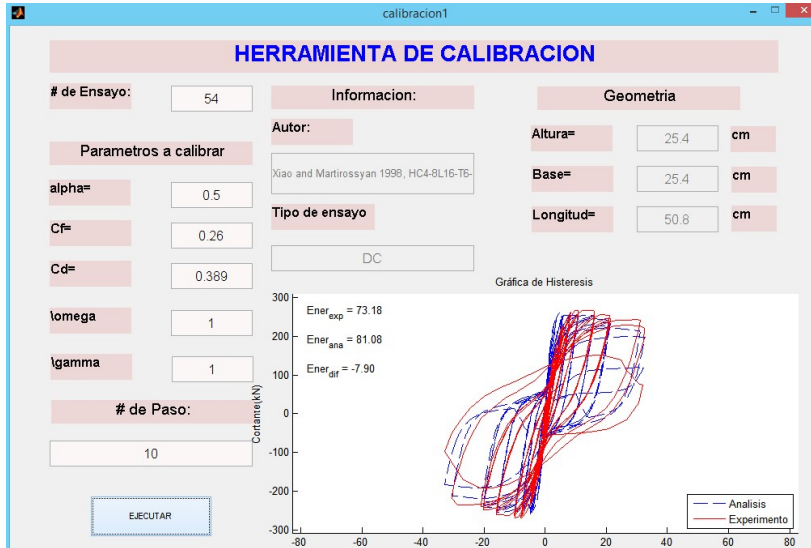 calibracion1
HERRAMIENTA DE CALIBRACION
# de Ensayo:
54
Parametros a calibrar
alpha=
0.5
Cf=
0.26
Cd=
0.389
\omega
1
\gamma
1
# de Paso:
10
EJECUTAR
Informacion:
Autor:
Xiao and Martirossyan 1998, HC4-8L16-T6-
Tipo de ensayo
DC
Geometria
Altura=
25.4
cm
Base=
25.4
cm
Longitud=
50.8
cm
Gráfica de Histeresis
Ener_exp = 73.18
Ener_ana = 81.08
Ener_dif = -7.90
Cortame(kN)
300
200
100
0
-100
-200
-300
-80 -60 -40 -20 0 20 40 60 80
Analisis
Experimento